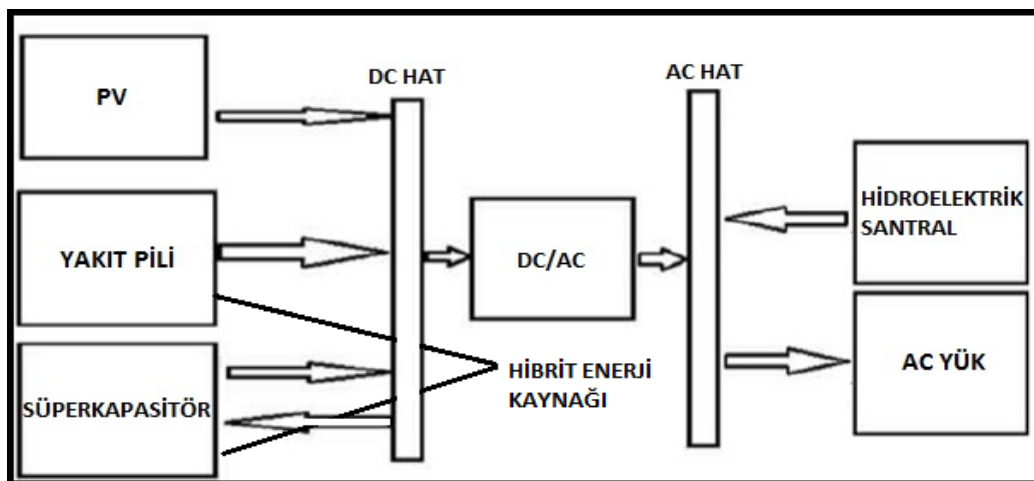 PV
DC HAT
AC HAT
YAKIT PİLİ
DC/AC
HİDROELEKTRİK
SANTRAL
SÜPERKAPASİTÖR
HİBRİT ENERJİ
KAYNAĞI
AC YÜK